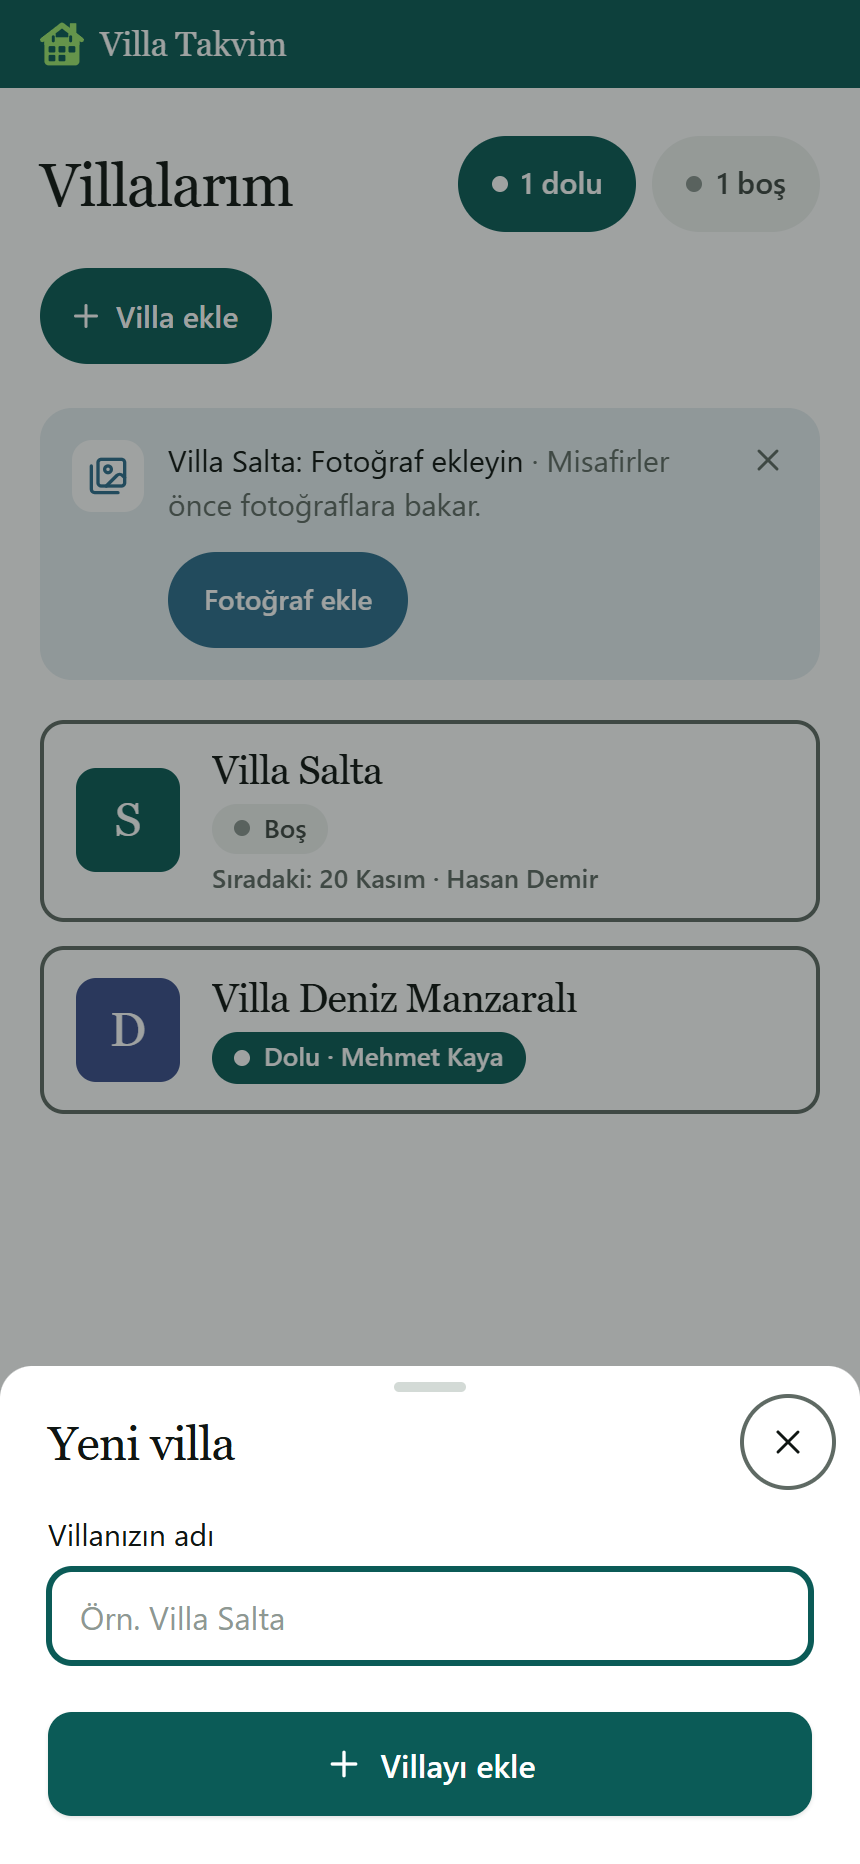 Villa Takvim
Villalarım
1 dolu
1 boş
+ Villa ekle
Villa Salta: Fotoğraf ekleyin · Misafirler
önce fotoğraflara bakar.
Fotoğraf ekle
S
Villa Salta
Boş
Sıradaki: 20 Kasım · Hasan Demir
D
Villa Deniz Manzaralı
Dolu · Mehmet Kaya
Yeni villa
Villanızın adı
Örn. Villa Salta
+ Villayı ekle